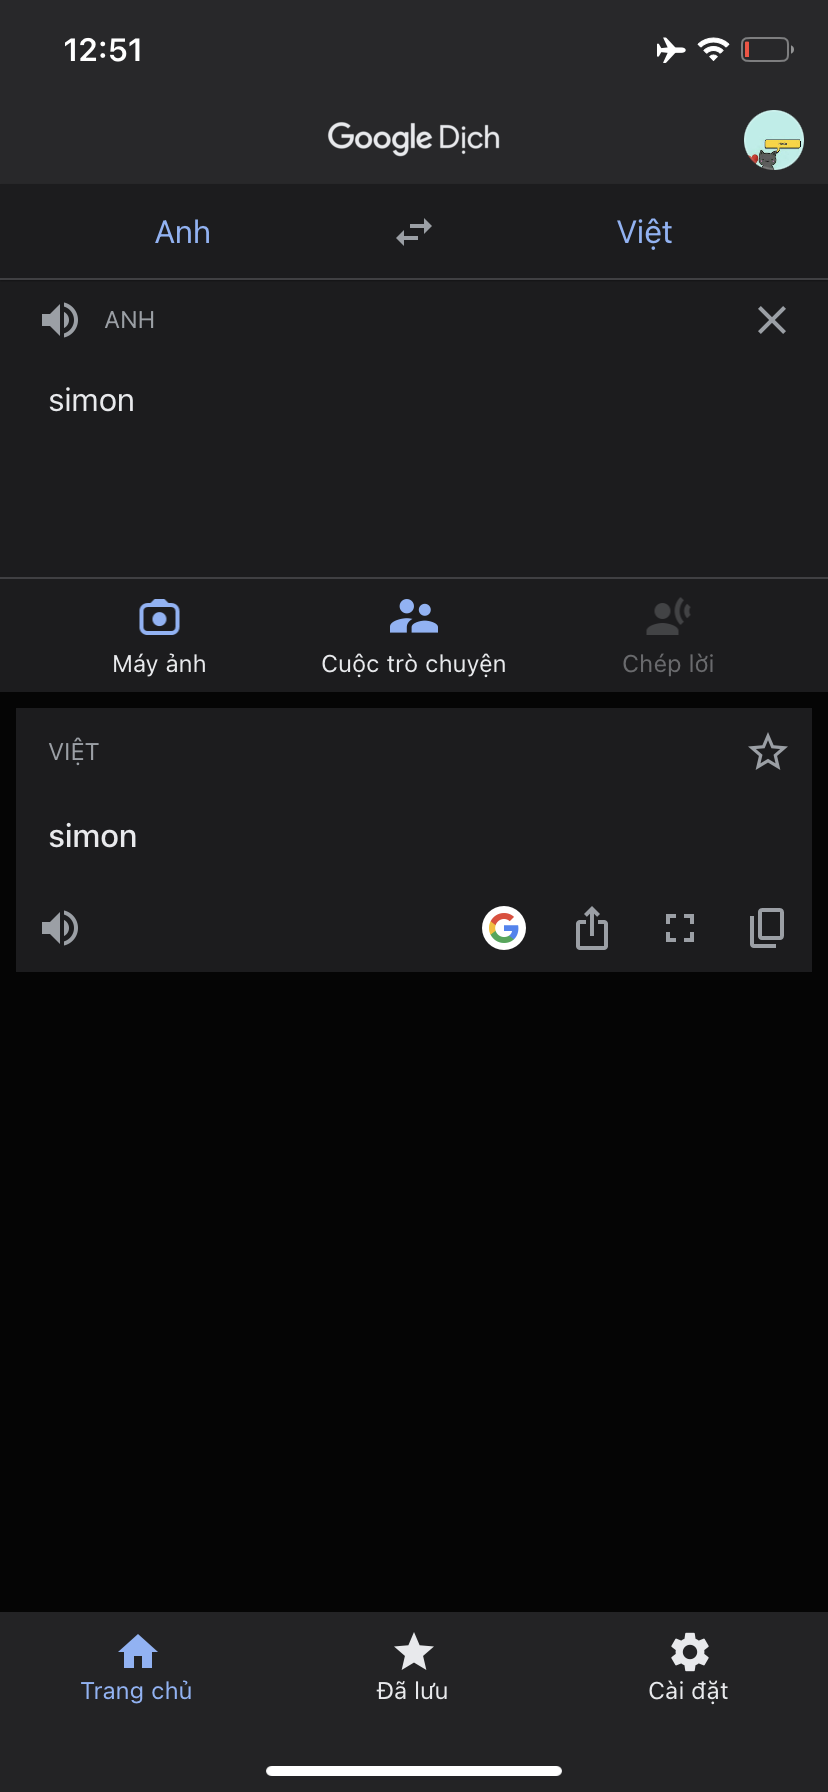 12:51
Google Dịch
Anh
Việt
ANH
simon
Máy ảnh
Cuộc trò chuyện
Chép lời
VIỆT
simon
Trang chủ
Đã lưu
Cài đặt